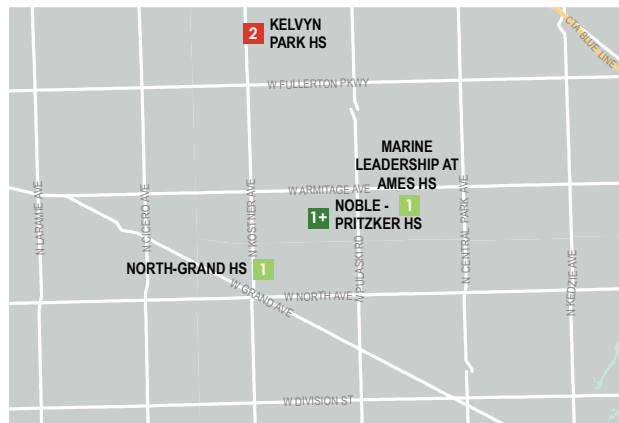 2
KELVYN
PARK HS
CTA BLUE LINE
W FULLERTON PKWY
MARINE
LEADERSHIP AT
AMES HS
1
W ARMITAGE AVE
1+
NOBLE -
PRITZKER HS
N LARAMIE AVE
N CICERO AVE
N KOSTNER AVE
N PULASKI RD
N CENTRAL PARK AVE
N KEDZIE AVE
NORTH-GRAND HS
1
W GRAND AVE
W NORTH AVE
W DIVISION ST